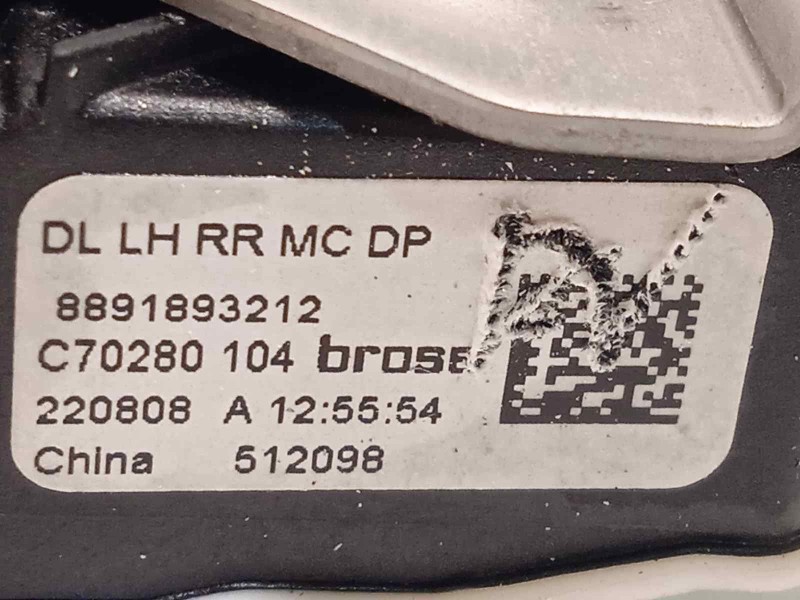 DL LH RR MC DP
8891893212
C70280 104 brose
220808 A 12:55:54
China 512098